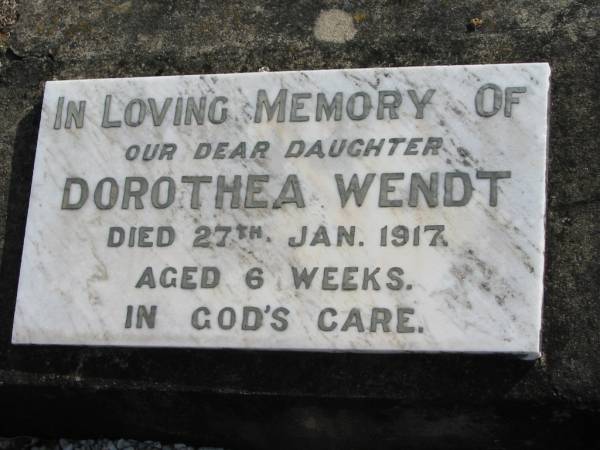 IN LOVING MEMORY OF
OUR DEAR DAUGHTER
DOROTHEA WENDT
DIED 27TH. JAN. 1917.
AGED 6 WEEKS.
IN GOD'S CARE.